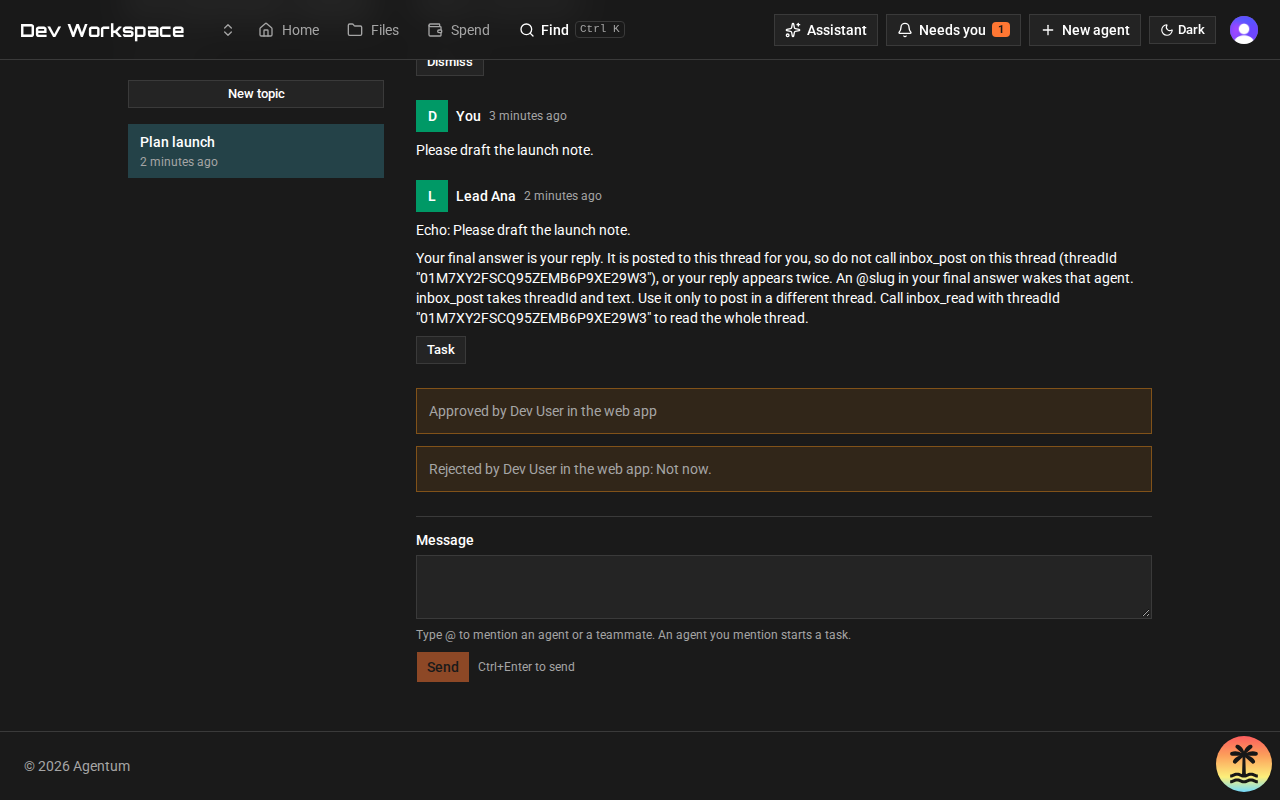 Dev Workspace
Home
Files
Spend
Find
Ctrl K
Assistant
Needs you 1
New agent
Dark
Dismiss
New topic
Plan launch
2 minutes ago
D You 3 minutes ago
Please draft the launch note.
L Lead Ana 2 minutes ago
Echo: Please draft the launch note.
Your final answer is your reply. It is posted to this thread for you, so do not call inbox_post on this thread (threadId
"01M7XY2FSCQ95ZEMB6P9XE29W3"), or your reply appears twice. An @slug in your final answer wakes that agent.
inbox_post takes threadId and text. Use it only to post in a different thread. Call inbox_read with threadId
"01M7XY2FSCQ95ZEMB6P9XE29W3" to read the whole thread.
Task
Approved by Dev User in the web app
Rejected by Dev User in the web app: Not now.
Message
Type @ to mention an agent or a teammate. An agent you mention starts a task.
Send
Ctrl+Enter to send
© 2026 Agentum